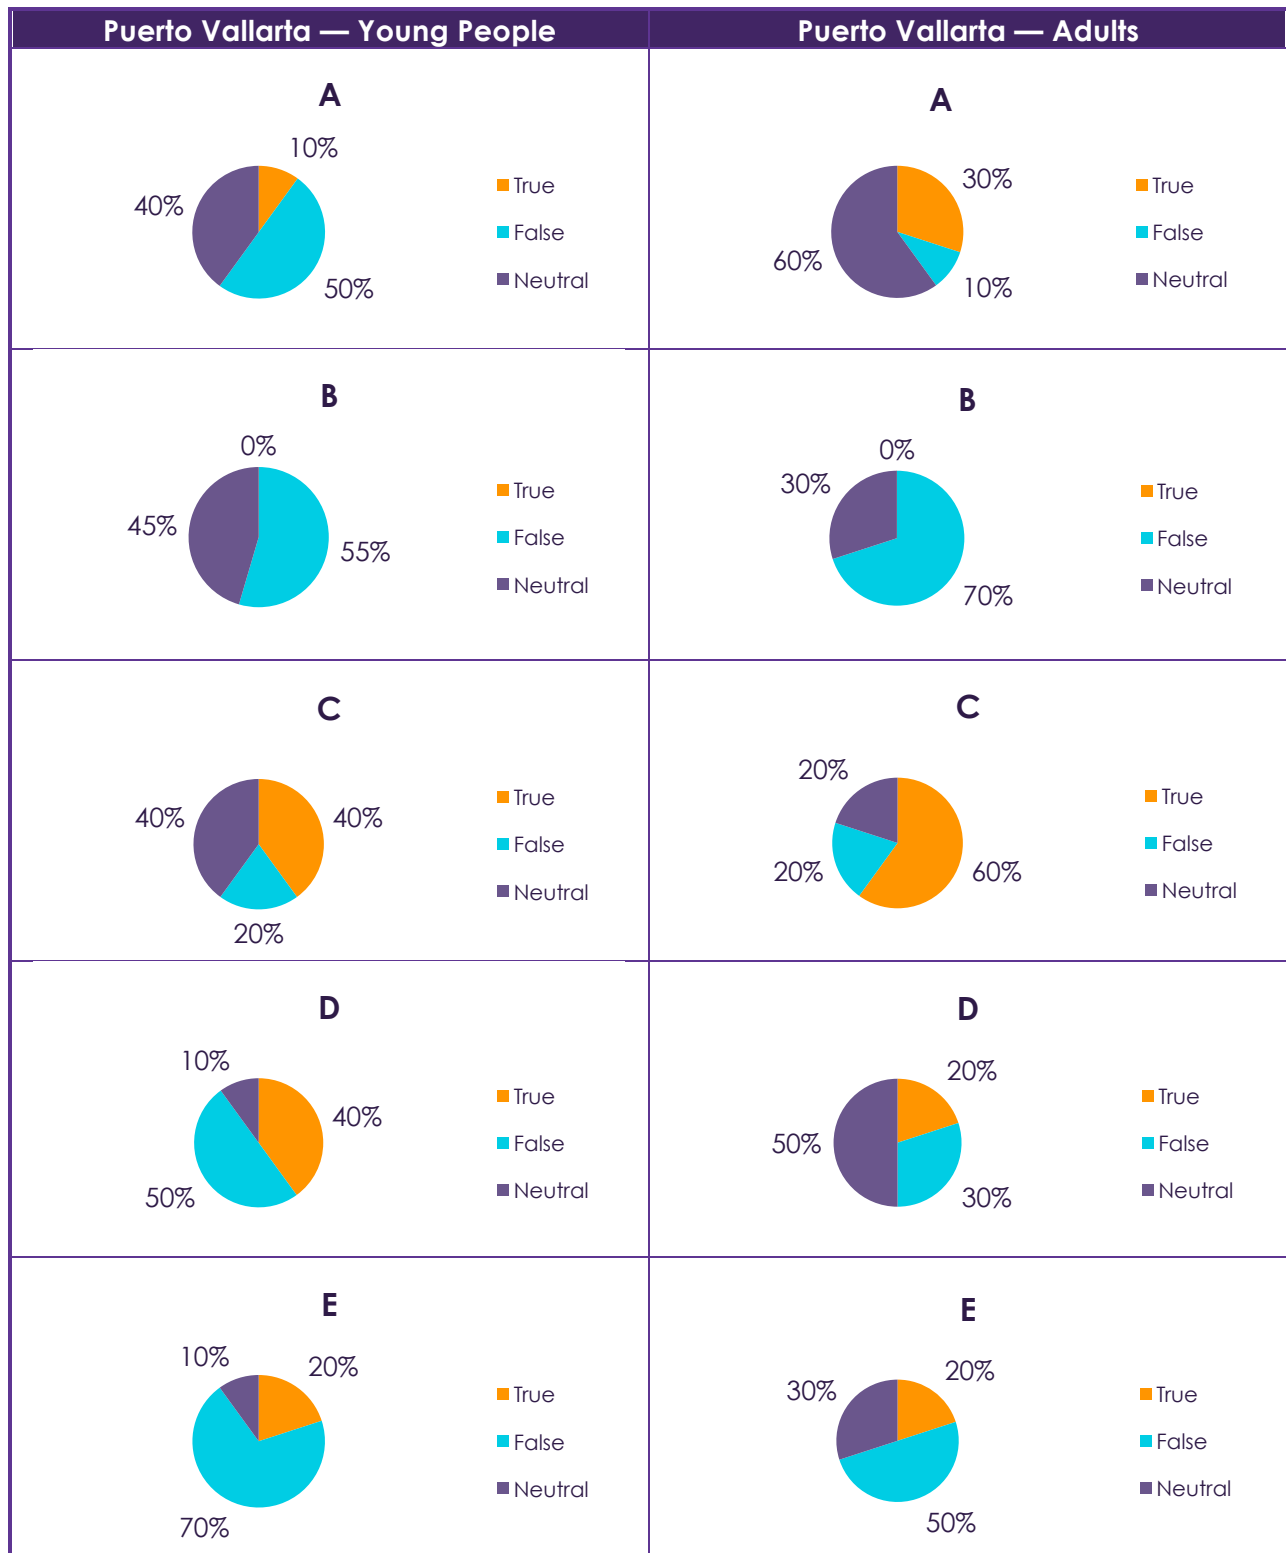 Puerto Vallarta — Young People
Puerto Vallarta — Adults
A
10%
40%
50%
True
False
Neutral
A
30%
60%
10%
True
False
Neutral
B
0%
45%
55%
True
False
Neutral
B
0%
30%
70%
True
False
Neutral
C
40%
40%
20%
True
False
Neutral
C
20%
20%
60%
True
False
Neutral
D
10%
40%
50%
True
False
Neutral
D
20%
50%
30%
True
False
Neutral
E
10%
20%
70%
True
False
Neutral
E
20%
30%
50%
True
False
Neutral